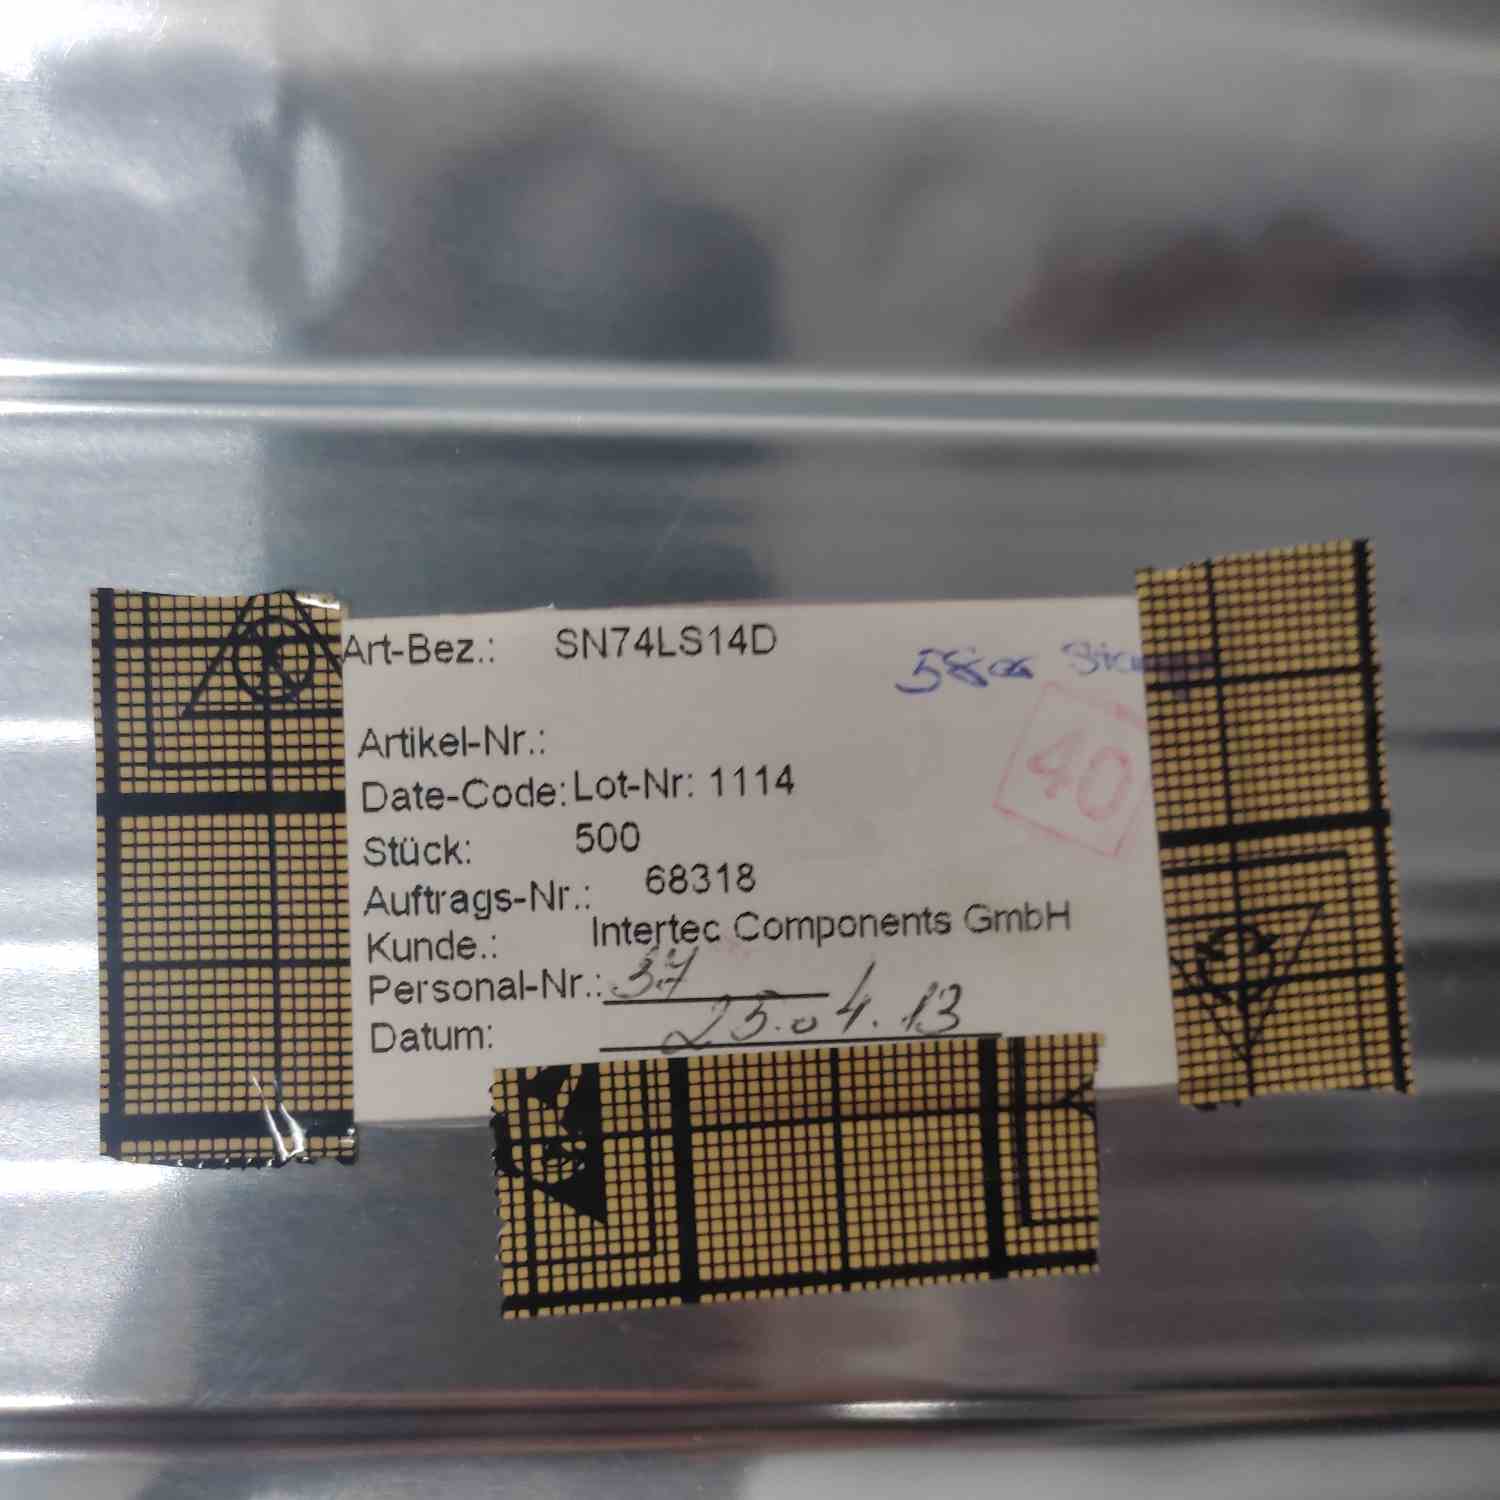 Art-Bez.: SN74LS14D
Artikel-Nr.:
Date-Code: Lot-Nr: 1114
Stück: 500
Auftrags-Nr.: 68318
Kunde.: Intertec Components GmbH
Personal-Nr.: 37
Datum: 25.04.13
40